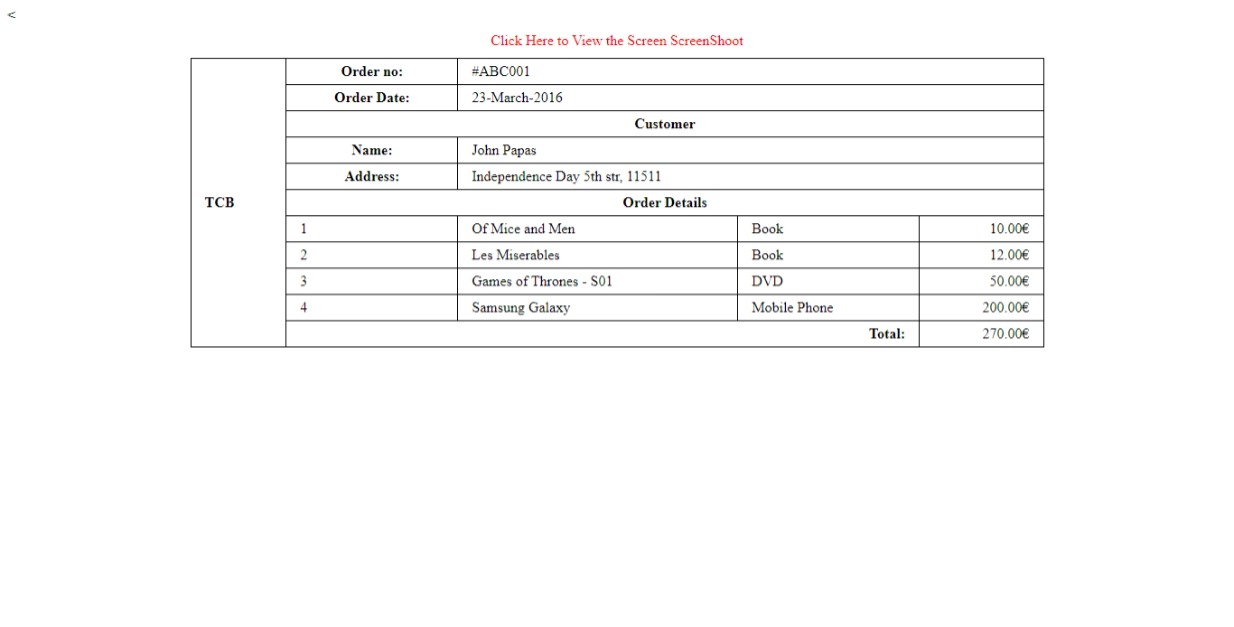 <
Click Here to View the Screen ScreenShoot
Order no: #ABC001
Order Date: 23-March-2016
Customer
Name: John Papas
Address: Independence Day 5th str, 11511
TCB Order Details
1 Of Mice and Men Book 10.00€
2 Les Miserables Book 12.00€
3 Games of Thrones - S01 DVD 50.00€
4 Samsung Galaxy Mobile Phone 200.00€
Total: 270.00€